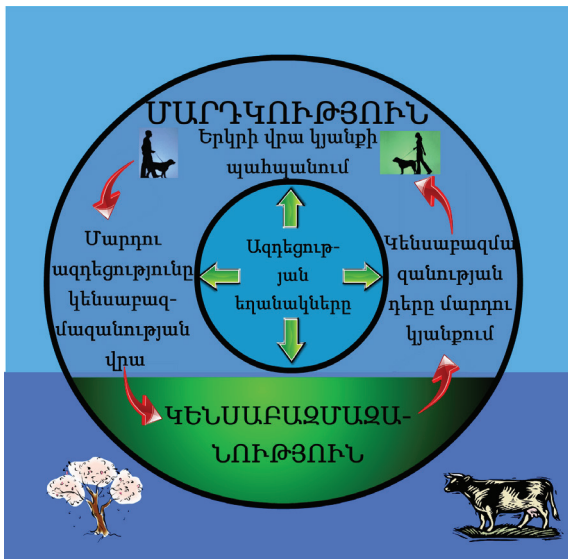 ՄԱՐԴԿՈՒԹՅՈՒՆ
Երկրի վրա կյանքի
պահպանում
Մարդու
ազդեցությունը
կենսաբազ-
մազանության
վրա
Ազդեցութ-
յան
եղանակները
Կենսաբազմա
զանության
դերը մարդու
կյանքում
ԿԵՆՍԱԲԱԶՄԱԶԱ-
ՆՈՒԹՅՈՒՆ